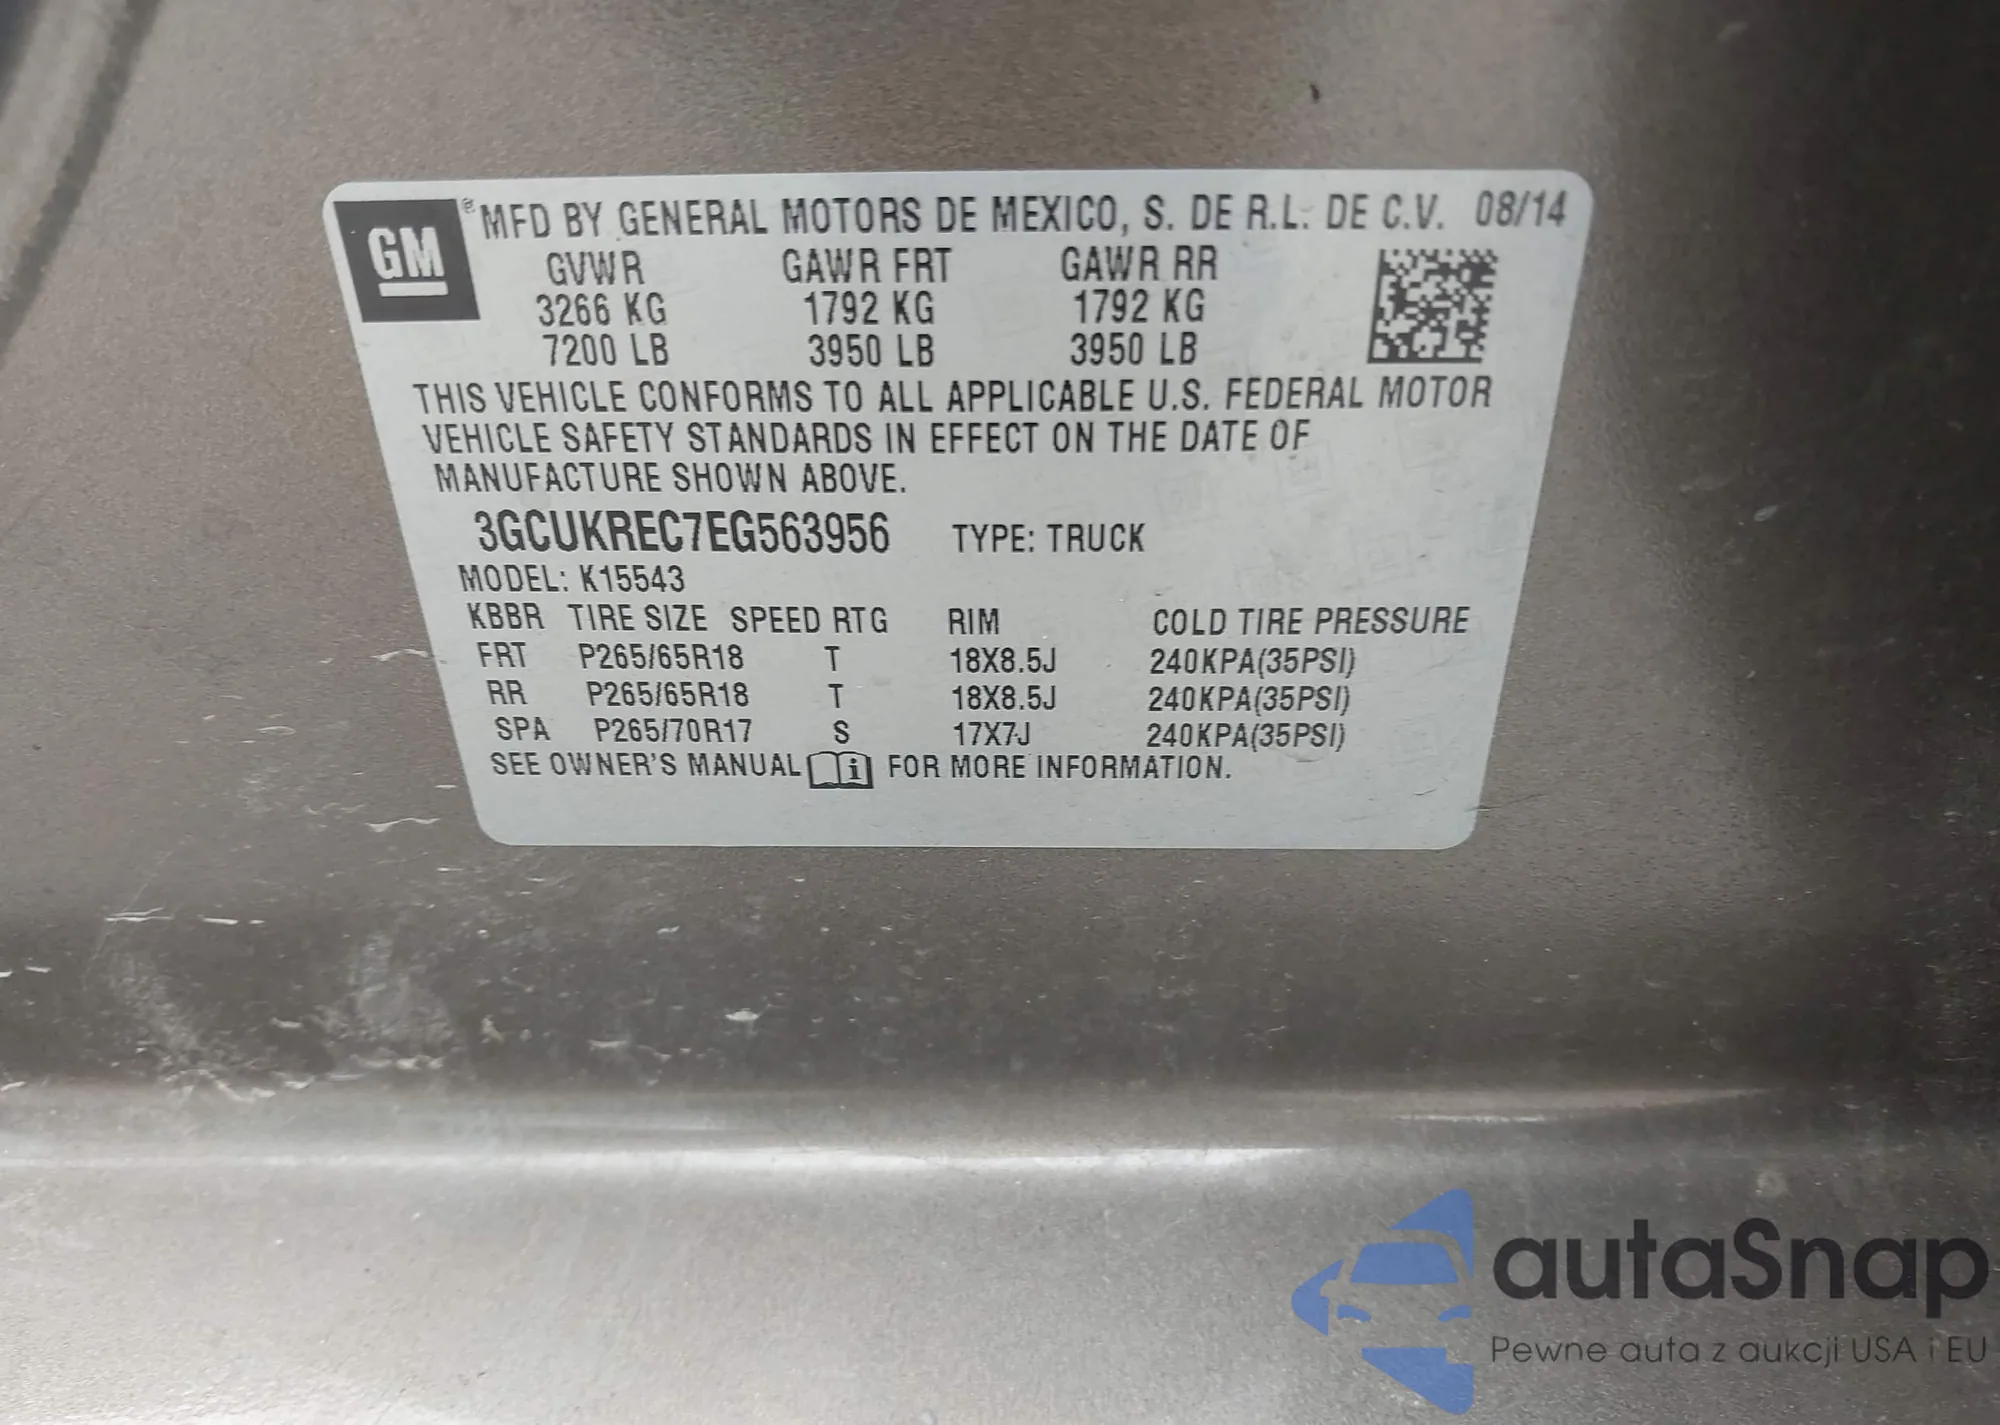 GM
® MFD BY GENERAL MOTORS DE MEXICO, S. DE R.L. DE C.V. 08/14
GVWR GAWR FRT GAWR RR
3266 KG 1792 KG 1792 KG
7200 LB 3950 LB 3950 LB
THIS VEHICLE CONFORMS TO ALL APPLICABLE U.S. FEDERAL MOTOR
VEHICLE SAFETY STANDARDS IN EFFECT ON THE DATE OF
MANUFACTURE SHOWN ABOVE.
3GCUKREC7EG563956 TYPE: TRUCK
MODEL: K15543
KBBR TIRE SIZE SPEED RTG RIM COLD TIRE PRESSURE
FRT P265/65R18 T 18X8.5J 240KPA(35PSI)
RR P265/65R18 T 18X8.5J 240KPA(35PSI)
SPA P265/70R17 S 17X7J 240KPA(35PSI)
SEE OWNER'S MANUAL i FOR MORE INFORMATION.
autaSnap
Pewne auta z aukcji USA i EU